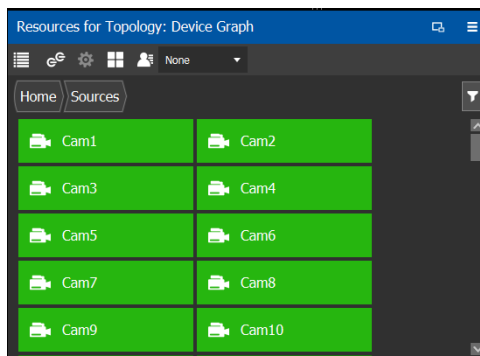 Resources for Topology: Device Graph
None
Home Sources
Cam1 Cam2
Cam3 Cam4
Cam5 Cam6
Cam7 Cam8
Cam9 Cam10